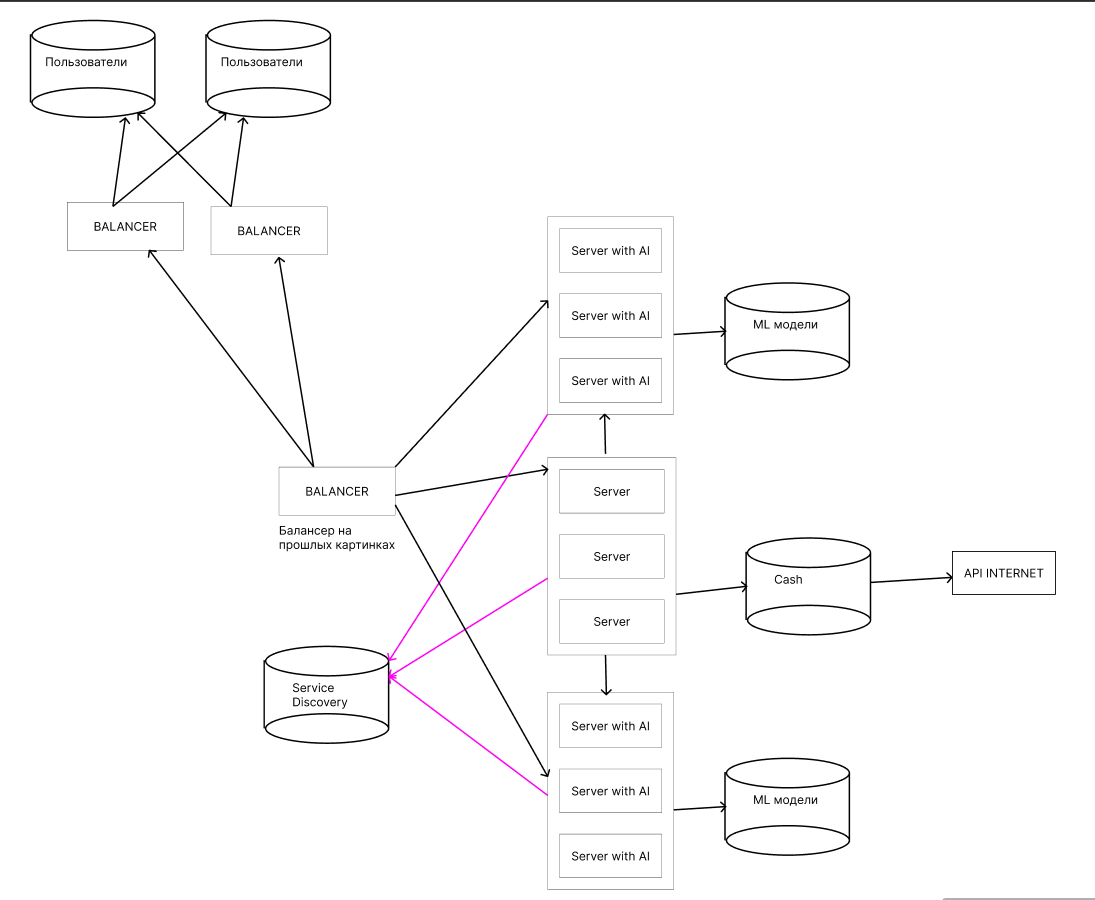 Пользователи
Пользователи
BALANCER
BALANCER
Server with AI
Server with AI
Server with AI
ML модели
BALANCER
Балансер на
прошлых картинках
Server
Server
Server
Cash
API INTERNET
Service
Discovery
Server with AI
Server with AI
Server with AI
ML модели